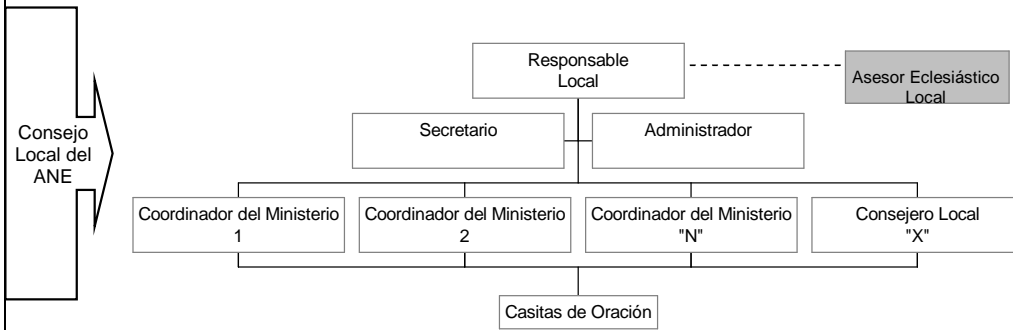 Responsable
Local
Asesor Eclesiástico
Local
Secretario
Administrador
Consejo
Local del
ANE
Coordinador del Ministerio
1
Coordinador del Ministerio
2
Coordinador del Ministerio
"N"
Consejero Local
"X"
Casitas de Oración